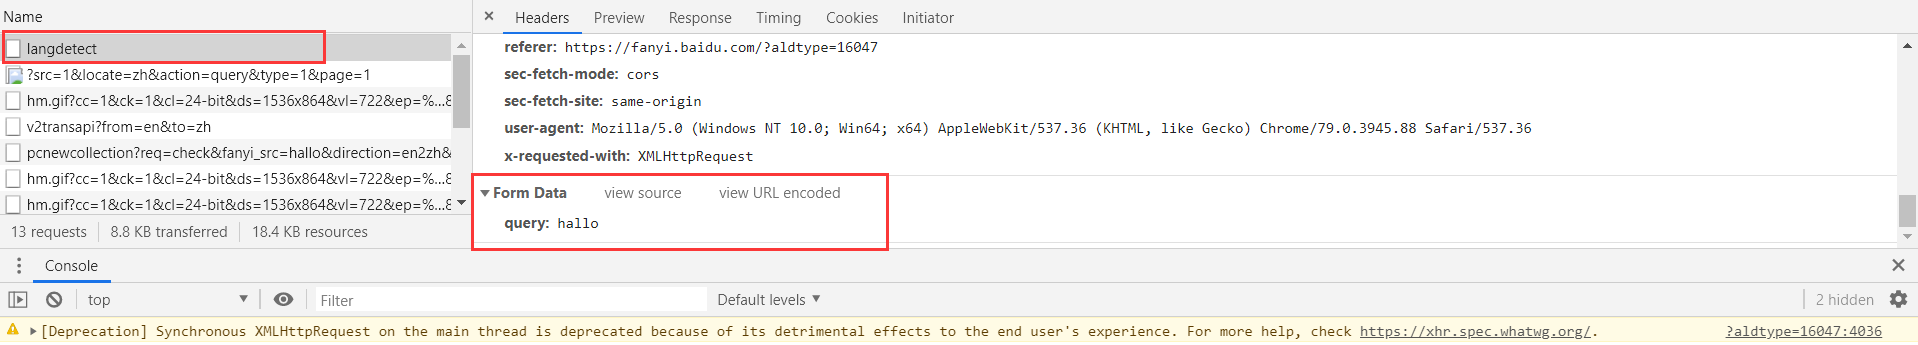 Name
langdetect
?src=1&locate=zh&action=query&type=1&page=1
hm.gif?cc=1&ck=1&cl=24-bit&ds=1536x864&vl=722&ep=%...8
v2transapi?from=en&to=zh
pcnewcollection?req=check&fanyi_src=hallo&direction=en2zh&
hm.gif?cc=1&ck=1&cl=24-bit&ds=1536x864&vl=722&ep=%...8
hm.gif?cc=1&ck=1&cl=24-bit&ds=1536x864&vl=722&ep=%...8
13 requests 8.8 KB transferred 18.4 KB resources
× Headers Preview Response Timing Cookies Initiator
referer: https://fanyi.baidu.com/?aldtype=16047
sec-fetch-mode: cors
sec-fetch-site: same-origin
user-agent: Mozilla/5.0 (Windows NT 10.0; Win64; x64) AppleWebKit/537.36 (KHTML, like Gecko) Chrome/79.0.3945.88 Safari/537.36
x-requested-with: XMLHttpRequest
Form Data view source view URL encoded
query: hallo
Console
top Filter Default levels 2 hidden
[Deprecation] Synchronous XMLHttpRequest on the main thread is deprecated because of its detrimental effects to the end user's experience. For more help, check https://xhr.spec.whatwg.org/. ?aldtype=16047:4036